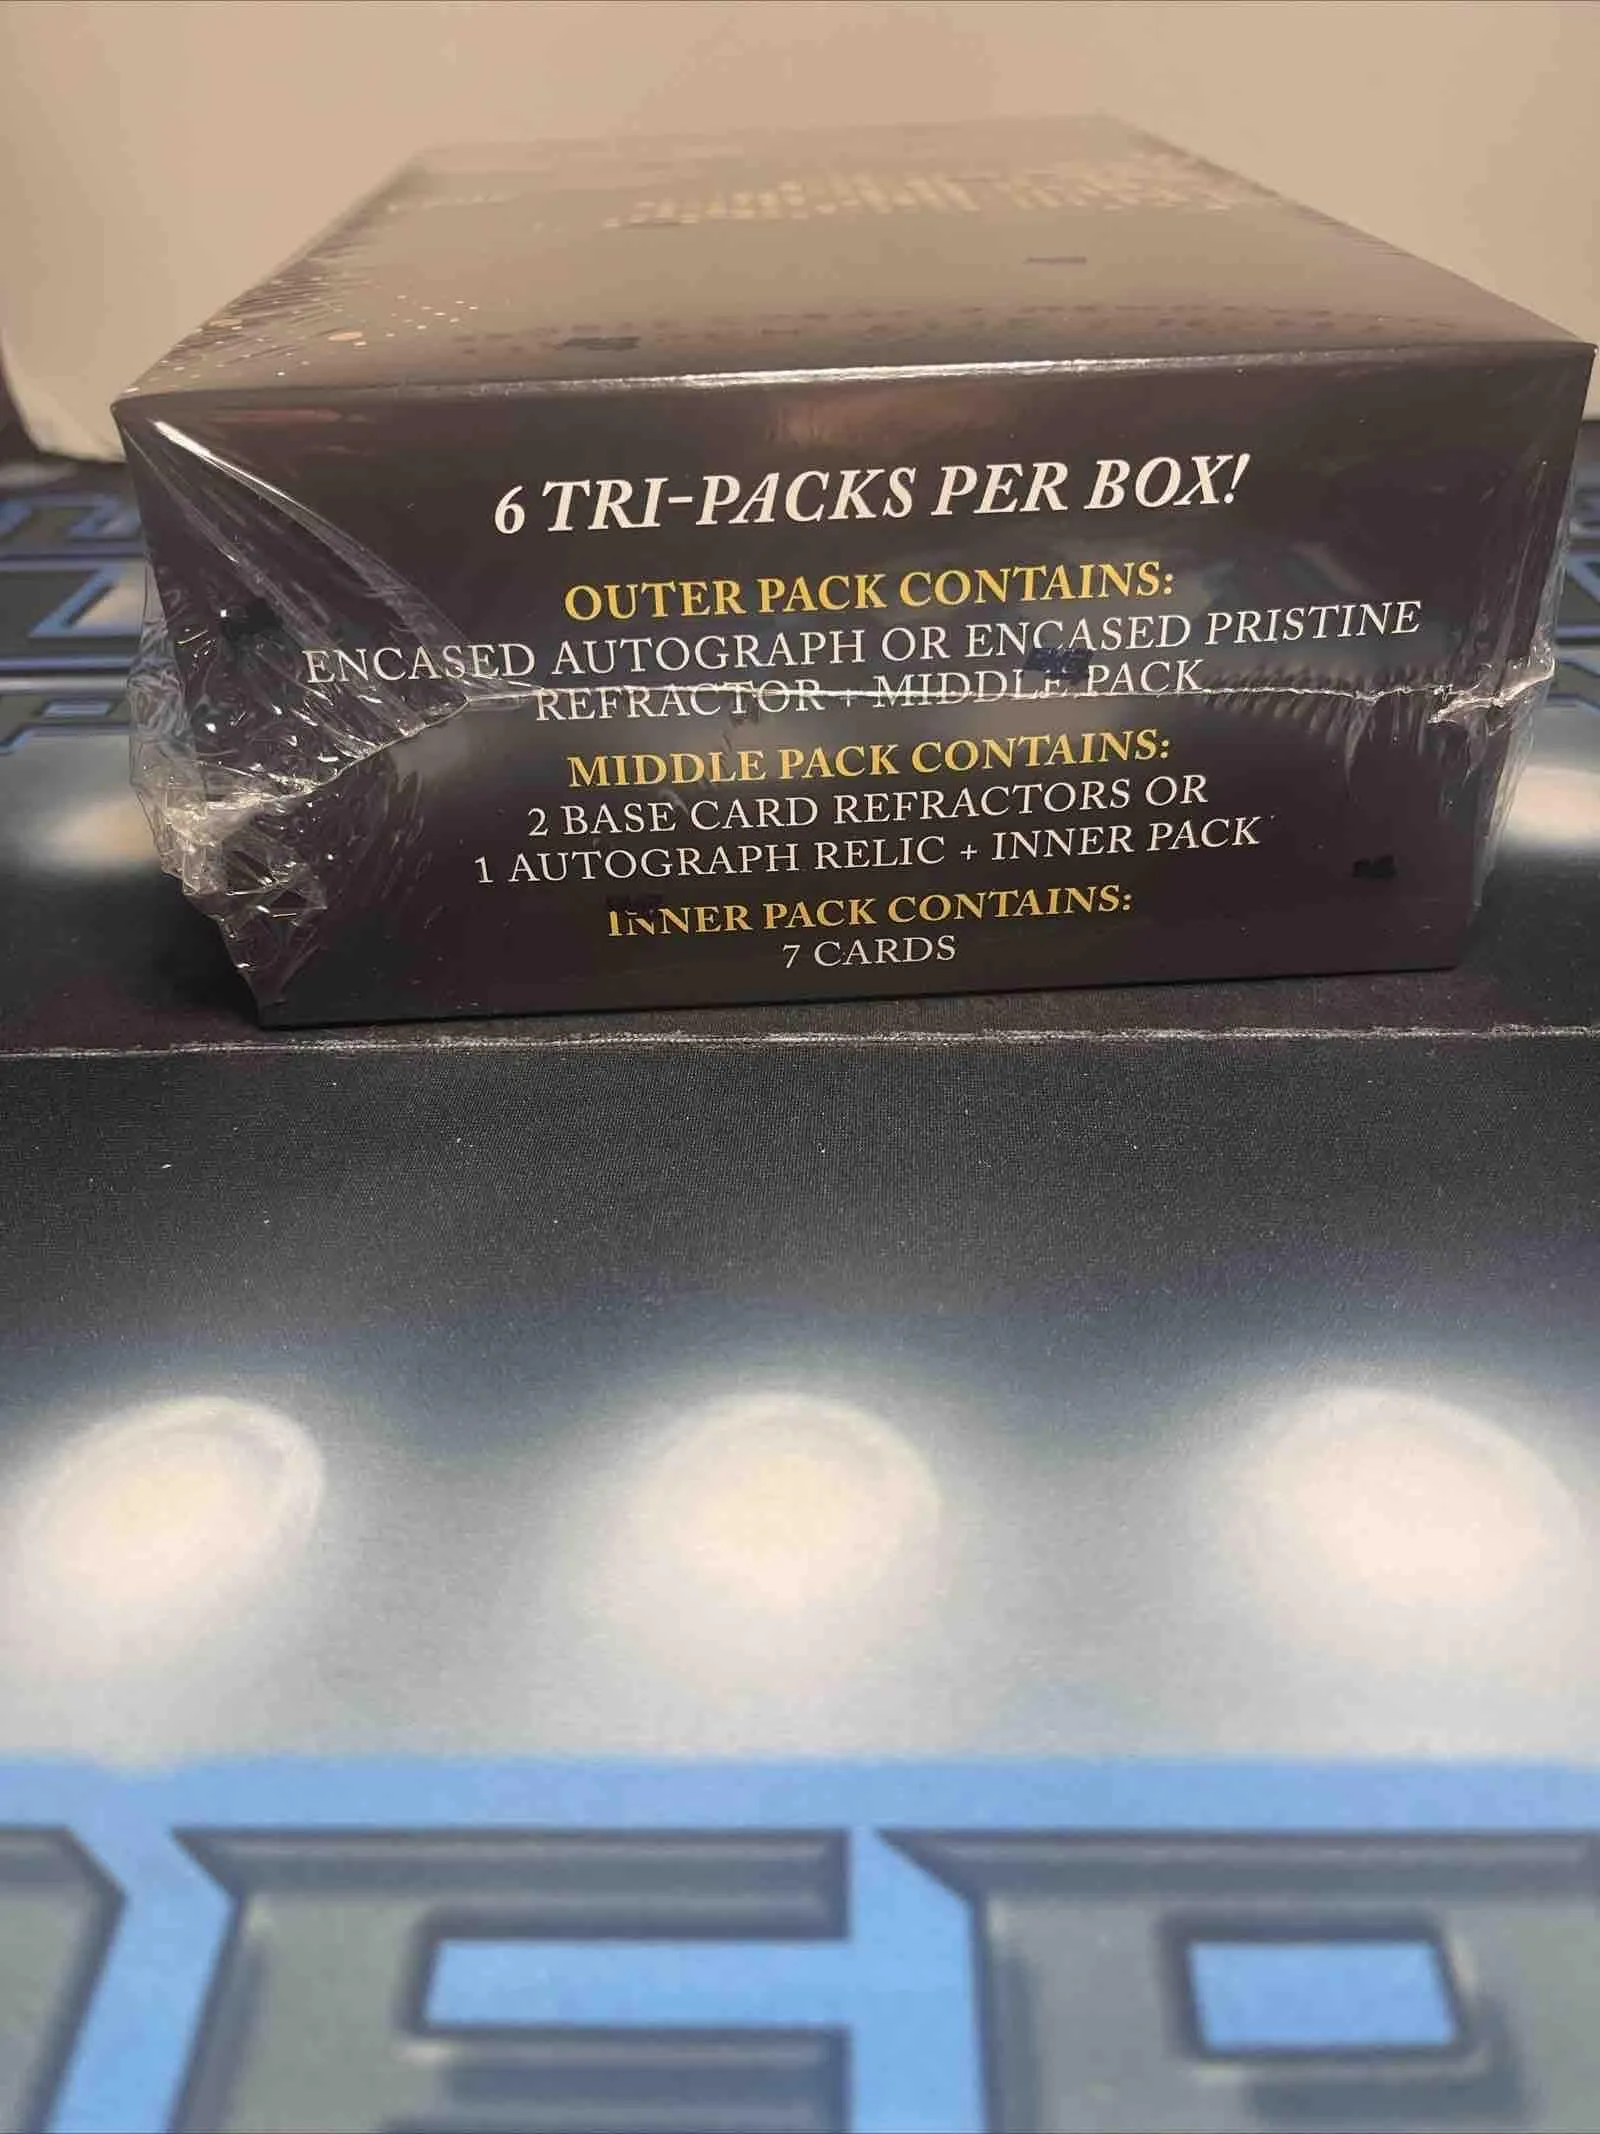 6 TRI-PACKS PER BOX!
OUTER PACK CONTAINS:
ENCASED AUTOGRAPH OR ENCASED PRISTINE
REFRACTOR + MIDDLE PACK
MIDDLE PACK CONTAINS:
2 BASE CARD REFRACTORS OR
1 AUTOGRAPH RELIC + INNER PACK
INNER PACK CONTAINS:
7 CARDS